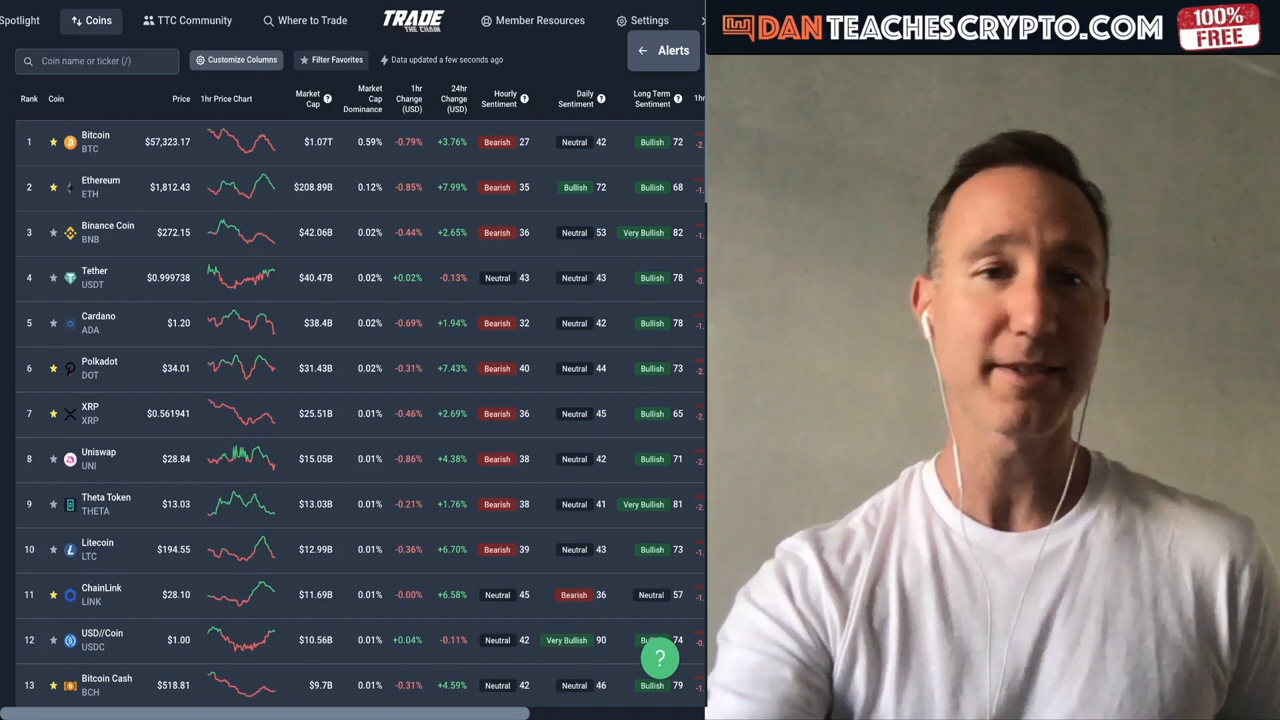 Spotlight Coins TTC Community Where to Trade TRADE THE CHAIN Member Resources Settings
DANTEACHESCRYPTO.COM 100% FREE
Coin name or ticker (/) Customize Columns Filter Favorites Data updated a few seconds ago Alerts
Rank Coin Price 1hr Price Chart Market Cap ? Market Cap Dominance 1hr Change (USD) 24hr Change (USD) Hourly Sentiment ? Daily Sentiment ? Long Term Sentiment ? 1hr
1 Bitcoin BTC $57,323.17 $1.07T 0.59% -0.79% +3.76% Bearish 27 Neutral 42 Bullish 72
2 Ethereum ETH $1,812.43 $208.89B 0.12% -0.85% +7.99% Bearish 35 Bullish 72 Bullish 68
3 Binance Coin BNB $272.15 $42.06B 0.02% -0.44% +2.65% Bearish 36 Neutral 53 Very Bullish 82
4 Tether USDT $0.999738 $40.47B 0.02% +0.02% -0.13% Neutral 43 Neutral 43 Bullish 78
5 Cardano ADA $1.20 $38.4B 0.02% -0.69% +1.94% Bearish 32 Neutral 42 Bullish 78
6 Polkadot DOT $34.01 $31.43B 0.02% -0.31% +7.43% Bearish 40 Neutral 44 Bullish 73
7 XRP XRP $0.561941 $25.51B 0.01% -0.46% +2.69% Bearish 36 Neutral 45 Bullish 65
8 Uniswap UNI $28.84 $15.05B 0.01% -0.86% +4.38% Bearish 38 Neutral 42 Bullish 71
9 Theta Token THETA $13.03 $13.03B 0.01% -0.21% +1.76% Bearish 38 Neutral 41 Very Bullish 81
10 Litecoin LTC $194.55 $12.99B 0.01% -0.36% +6.70% Bearish 39 Neutral 43 Bullish 73
11 ChainLink LINK $28.10 $11.69B 0.01% -0.00% +6.58% Neutral 45 Bearish 36 Neutral 57
12 USD//Coin USDC $1.00 $10.56B 0.01% +0.04% -0.11% Neutral 42 Very Bullish 90 74
?
13 Bitcoin Cash BCH $518.81 $9.7B 0.01% -0.31% +4.59% Neutral 42 Neutral 46 Bullish 79